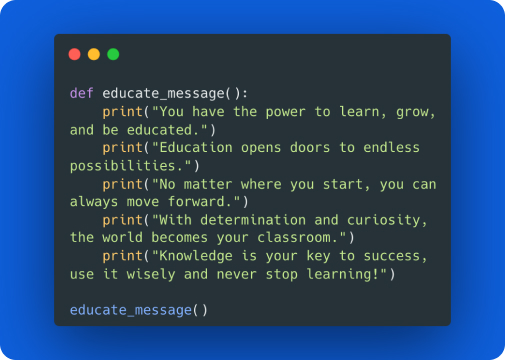 def educate_message():
    print("You have the power to learn, grow,
and be educated.")
    print("Education opens doors to endless
possibilities.")
    print("No matter where you start, you can
always move forward.")
    print("With determination and curiosity,
the world becomes your classroom.")
    print("Knowledge is your key to success,
use it wisely and never stop learning!")

educate_message()